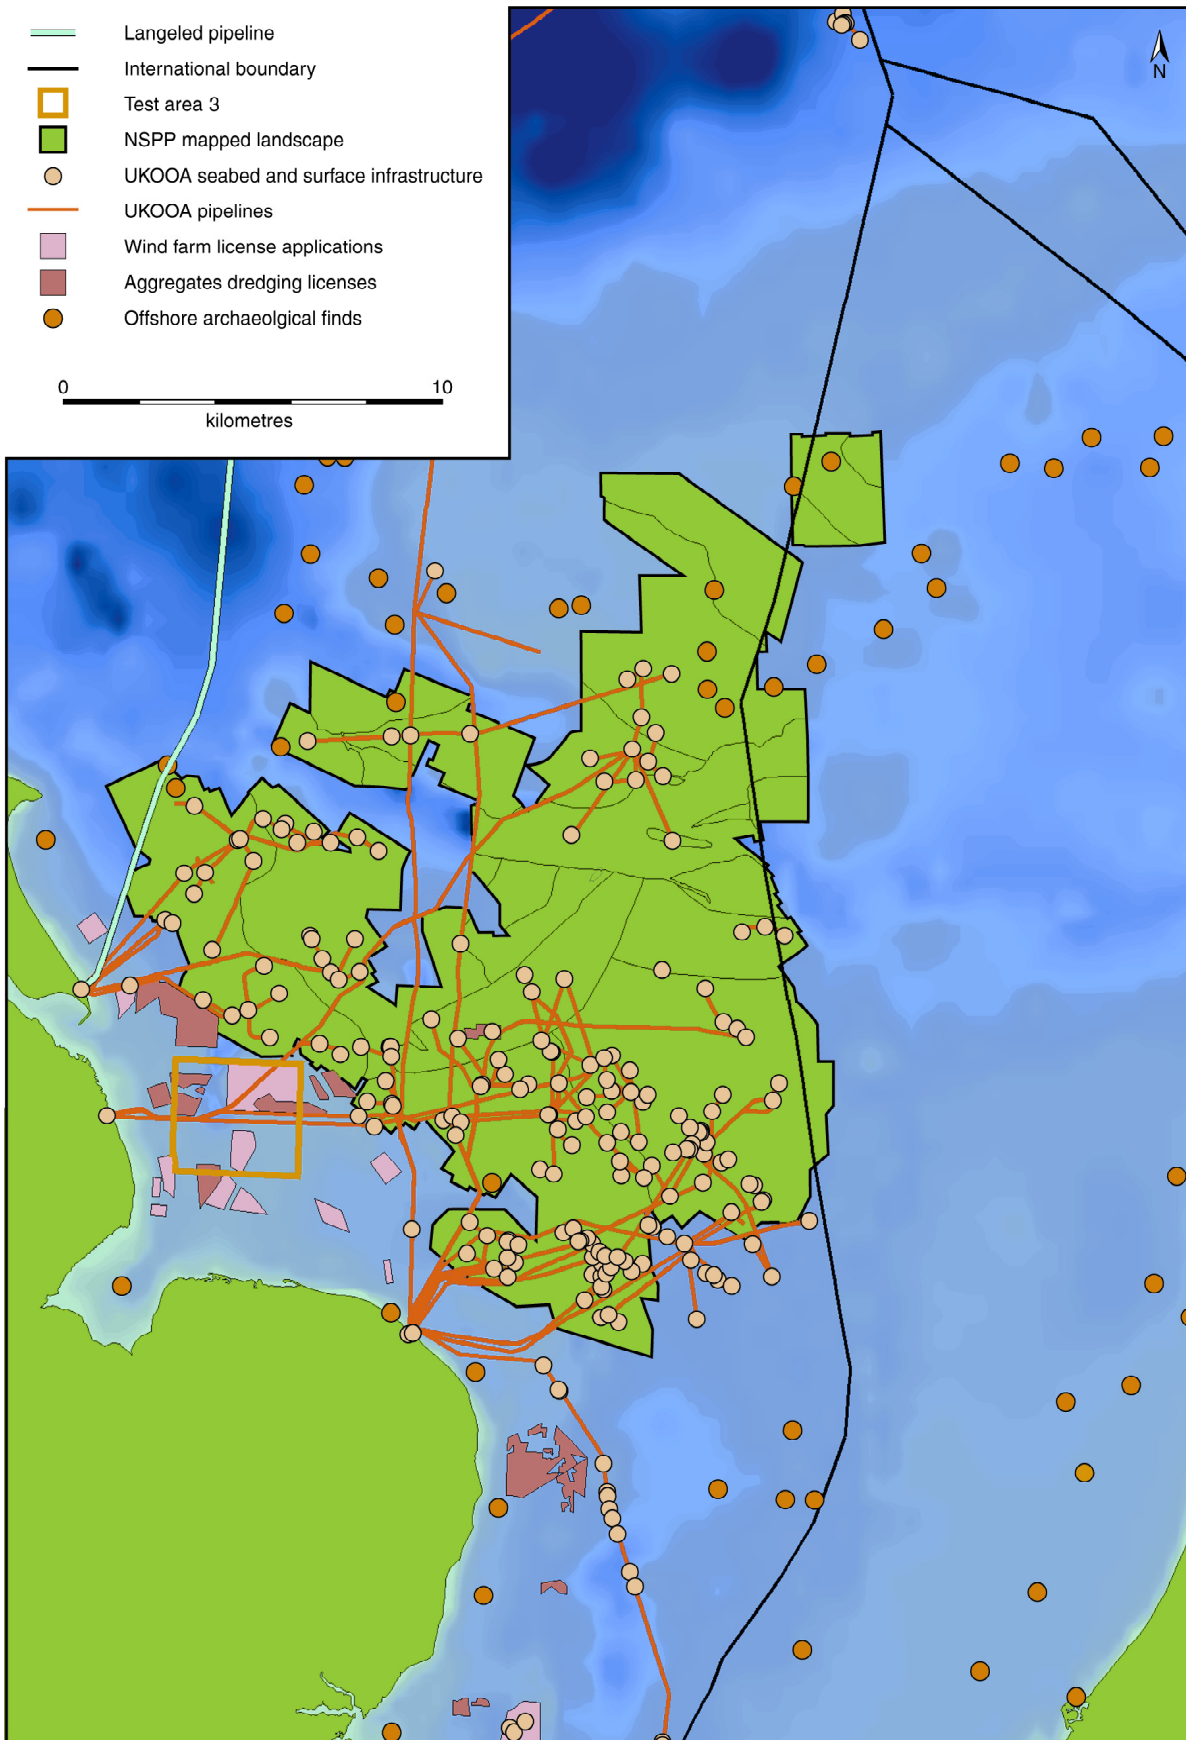 Langeled pipeline
International boundary
Test area 3
NSPP mapped landscape
UKOOA seabed and surface infrastructure
UKOOA pipelines
Wind farm license applications
Aggregates dredging licenses
Offshore archaeolgical finds
0 10
kilometres
N